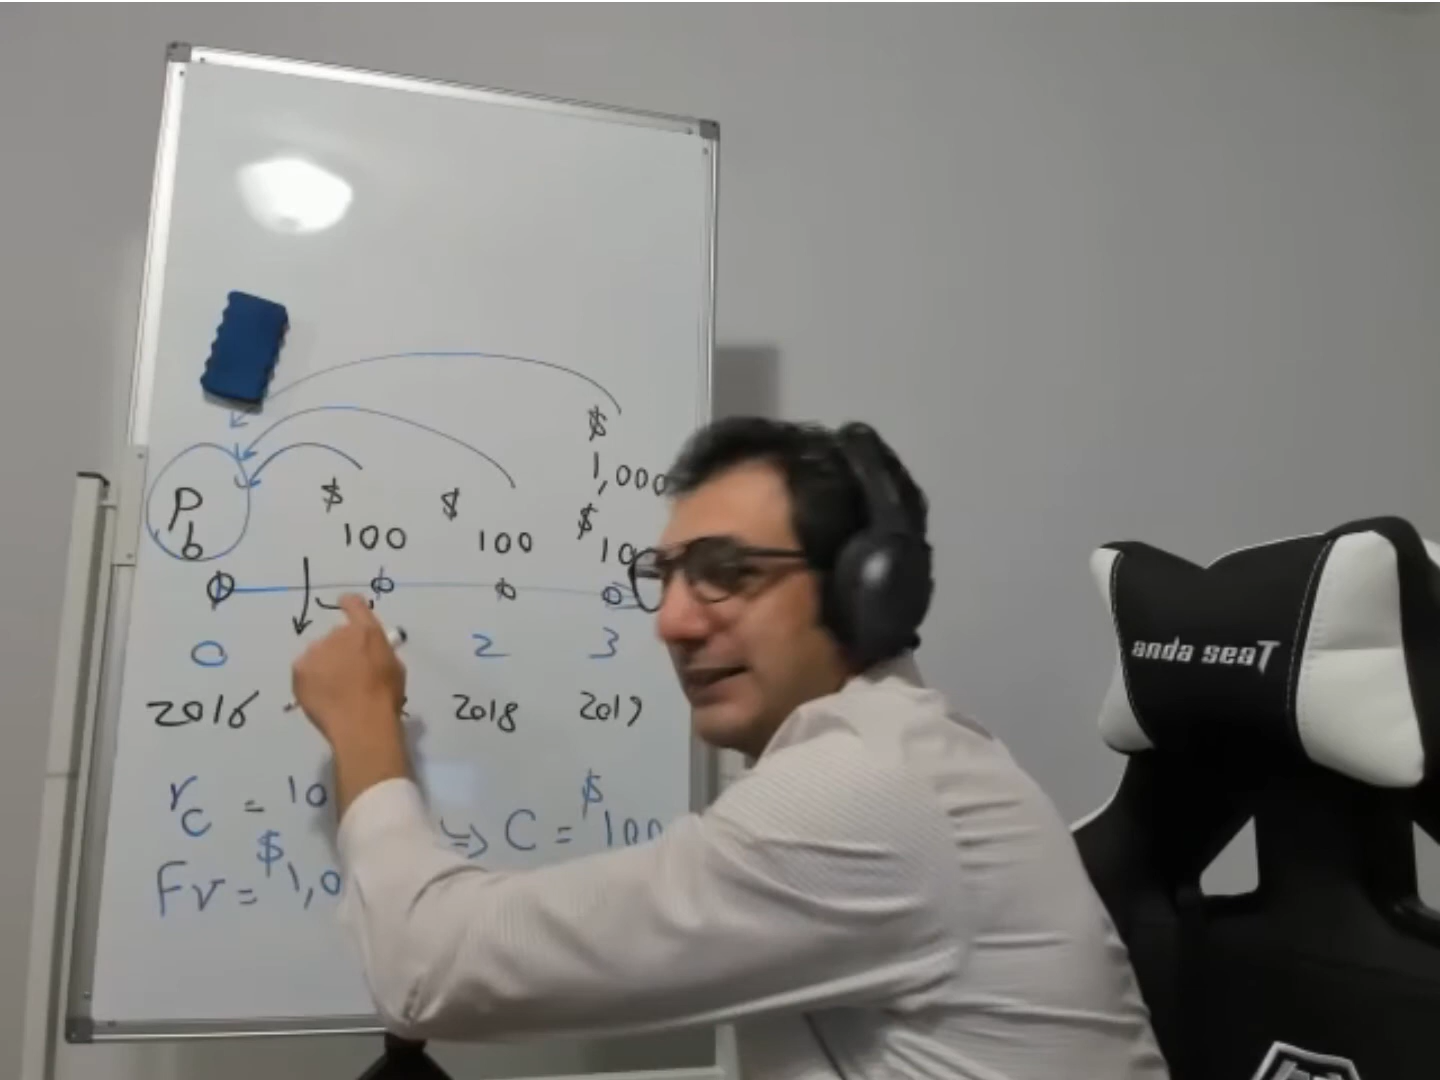 $
1,000
P
b
$
100
$
100
$
10
0
2
3
2016
2018
2019
r
c = 10
⇒ C = $100
FV = $1,0
anda seaT